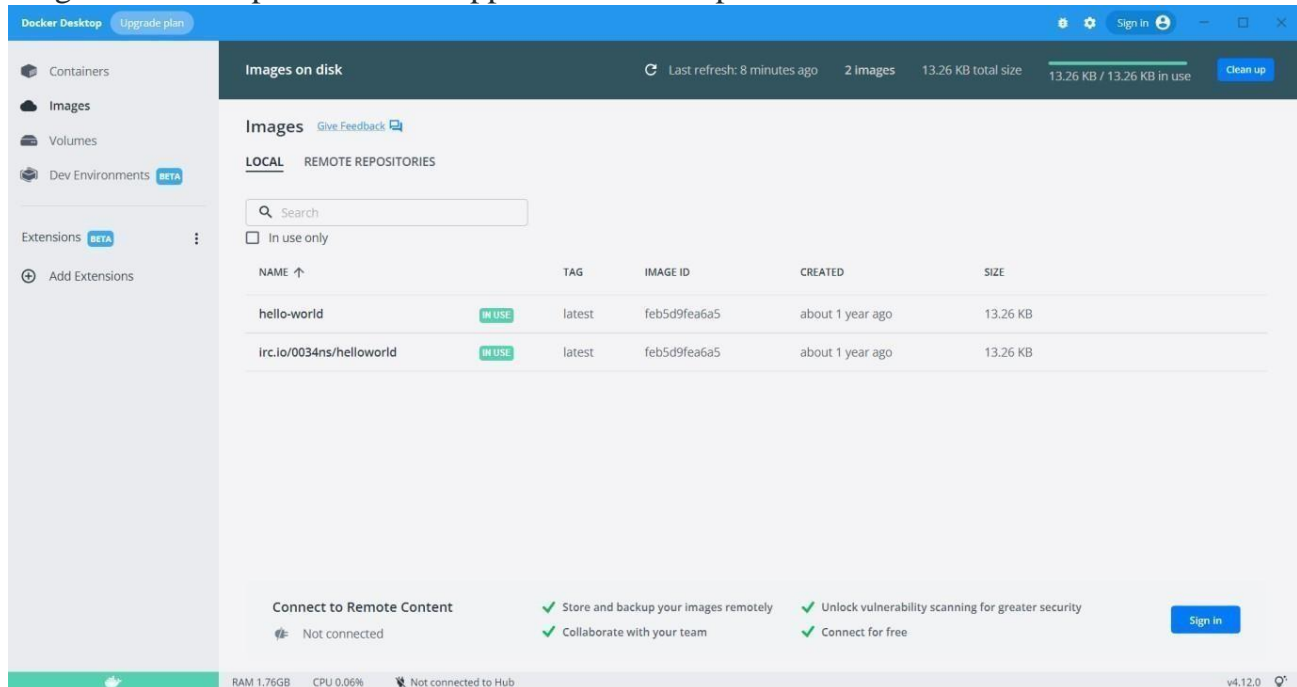 Docker Desktop Upgrade plan Sign in
Containers
Images
Volumes
Dev Environments BETA
Extensions BETA
Add Extensions
Images on disk Last refresh: 8 minutes ago 2 images 13.26 KB total size 13.26 KB / 13.26 KB in use Clean up
Images Give Feedback
LOCAL REMOTE REPOSITORIES
Search
In use only
NAME TAG IMAGE ID CREATED SIZE
hello-world IN USE latest feb5d9fea6a5 about 1 year ago 13.26 KB
irc.io/0034ns/helloworld IN USE latest feb5d9fea6a5 about 1 year ago 13.26 KB
Connect to Remote Content
Not connected
Store and backup your images remotely Unlock vulnerability scanning for greater security
Collaborate with your team Connect for free
Sign in
RAM 1.76GB CPU 0.06% Not connected to Hub v4.12.0